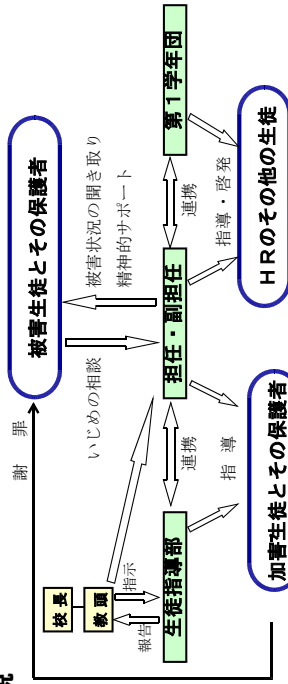 況
謝　罪
被害生徒とその保護者
校長
教頭
報告
指示
いじめの相談
被害状況の聞き取り
精神的サポート
生徒指導部
連携
担任・副担任
連携
第１学年団
指　導
指導・啓発
加害生徒とその保護者
ＨＲのその他の生徒